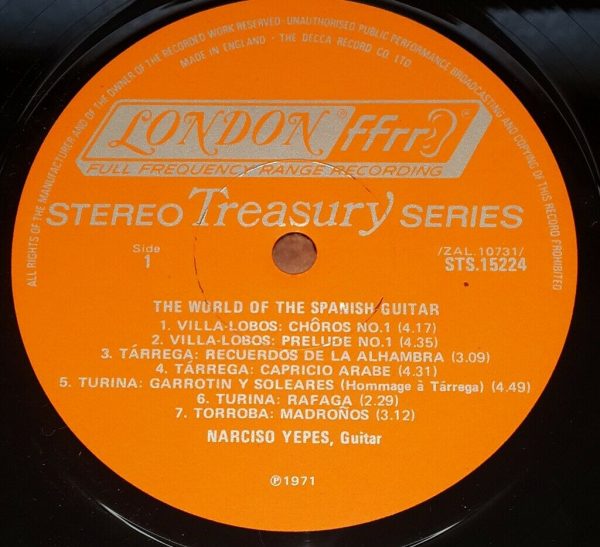 ALL RIGHTS OF THE MANUFACTURER AND OF THE OWNER OF THE RECORDED WORK RESERVED·UNAUTHORISED PUBLIC PERFORMANCE BROADCASTING AND COPYING OF THIS RECORD PROHIBITED
MADE IN ENGLAND · THE DECCA RECORD CO LTD.
LONDON® ffrr
FULL FREQUENCY RANGE RECORDING
STEREO Treasury SERIES
Side
1
/ZAL.10731/
STS.15224
THE WORLD OF THE SPANISH GUITAR
1. VILLA-LOBOS: CHÔROS NO.1 (4.17)
2. VILLA-LOBOS: PRELUDE NO.1 (4.35)
3. TÁRREGA: RECUERDOS DE LA ALHAMBRA (3.09)
4. TÁRREGA: CAPRICIO ARABE (4.31)
5. TURINA: GARROTIN Y SOLEARES (Hommage à Tárrega) (4.49)
6. TURINA: RAFAGA (2.29)
7. TORROBA: MADROÑOS (3.12)
NARCISO YEPES, Guitar
℗1971